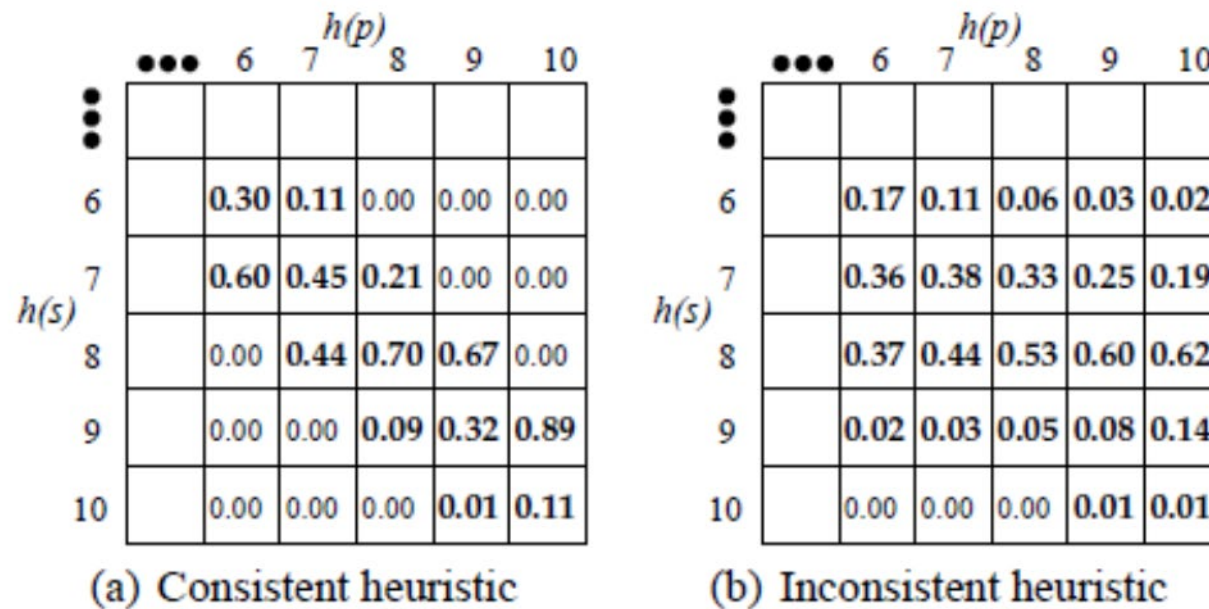 h(p) h(p)
●●● 6 7 8 9 10 ●●● 6 7 8 9 10
6 0.30 0.11 0.00 0.00 0.00 6 0.17 0.11 0.06 0.03 0.02
7 0.60 0.45 0.21 0.00 0.00 7 0.36 0.38 0.33 0.25 0.19
h(s) h(s)
8 0.00 0.44 0.70 0.67 0.00 8 0.37 0.44 0.53 0.60 0.62
9 0.00 0.00 0.09 0.32 0.89 9 0.02 0.03 0.05 0.08 0.14
10 0.00 0.00 0.00 0.01 0.11 10 0.00 0.00 0.00 0.01 0.01
(a) Consistent heuristic (b) Inconsistent heuristic